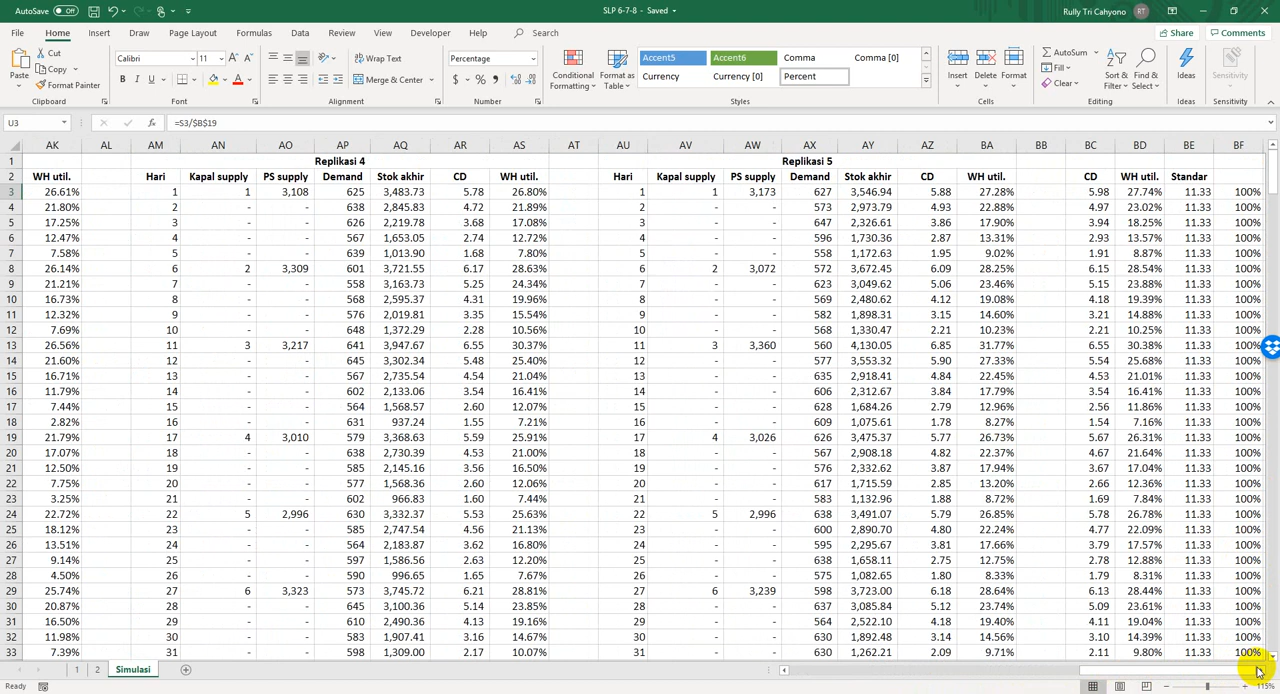 AutoSave Off SLP 6-7-8 - Saved Rully Tri Cahyono RT
File Home Insert Draw Page Layout Formulas Data Review View Developer Help Search Share Comments
Paste Cut Copy Format Painter Clipboard
Calibri 11 Font
Wrap Text Merge & Center Alignment
Percentage Number
Conditional Formatting Format as Table
Accent5 Accent6 Comma Comma [0]
Currency Currency [0] Percent
Styles
Insert Delete Format Cells
AutoSum Fill Clear Sort & Filter Find & Select Editing
Ideas Ideas
Sensitivity Sensitivity
U3 =S3/$B$19
AK AL AM AN AO AP AQ AR AS AT AU AV AW AX AY AZ BA BB BC BD BE BF
1 Replikasi 4 Replikasi 5
2 WH util. Hari Kapal supply PS supply Demand Stok akhir CD WH util. Hari Kapal supply PS supply Demand Stok akhir CD WH util. CD WH util. Standar
3 26.61% 1 1 3,108 625 3,483.73 5.78 26.80% 1 1 3,173 627 3,546.94 5.88 27.28% 5.98 27.74% 11.33 100%
4 21.80% 2 - - 638 2,845.83 4.72 21.89% 2 - - 573 2,973.79 4.93 22.88% 4.97 23.02% 11.33 100%
5 17.25% 3 - - 626 2,219.78 3.68 17.08% 3 - - 647 2,326.61 3.86 17.90% 3.94 18.25% 11.33 100%
6 12.47% 4 - - 567 1,653.05 2.74 12.72% 4 - - 596 1,730.36 2.87 13.31% 2.93 13.57% 11.33 100%
7 7.58% 5 - - 639 1,013.90 1.68 7.80% 5 - - 558 1,172.63 1.95 9.02% 1.91 8.87% 11.33 100%
8 26.14% 6 2 3,309 601 3,721.55 6.17 28.63% 6 2 3,072 572 3,672.45 6.09 28.25% 6.15 28.54% 11.33 100%
9 21.21% 7 - - 558 3,163.73 5.25 24.34% 7 - - 623 3,049.62 5.06 23.46% 5.15 23.88% 11.33 100%
10 16.73% 8 - - 568 2,595.37 4.31 19.96% 8 - - 569 2,480.62 4.12 19.08% 4.18 19.39% 11.33 100%
11 12.32% 9 - - 576 2,019.81 3.35 15.54% 9 - - 582 1,898.31 3.15 14.60% 3.21 14.88% 11.33 100%
12 7.69% 10 - - 648 1,372.29 2.28 10.56% 10 - - 568 1,330.47 2.21 10.23% 2.21 10.25% 11.33 100%
13 26.56% 11 3 3,217 641 3,947.67 6.55 30.37% 11 3 3,360 560 4,130.05 6.85 31.77% 6.55 30.38% 11.33 100%
14 21.60% 12 - - 645 3,302.34 5.48 25.40% 12 - - 577 3,553.32 5.90 27.33% 5.54 25.68% 11.33 100%
15 16.71% 13 - - 567 2,735.54 4.54 21.04% 13 - - 635 2,918.41 4.84 22.45% 4.53 21.01% 11.33 100%
16 11.79% 14 - - 602 2,133.06 3.54 16.41% 14 - - 606 2,312.67 3.84 17.79% 3.54 16.41% 11.33 100%
17 7.44% 15 - - 564 1,568.57 2.60 12.07% 15 - - 628 1,684.26 2.79 12.96% 2.56 11.86% 11.33 100%
18 2.82% 16 - - 631 937.24 1.55 7.21% 16 - - 609 1,075.61 1.78 8.27% 1.54 7.16% 11.33 100%
19 21.79% 17 4 3,010 579 3,368.63 5.59 25.91% 17 4 3,026 626 3,475.37 5.77 26.73% 5.67 26.31% 11.33 100%
20 17.07% 18 - - 638 2,730.39 4.53 21.00% 18 - - 567 2,908.18 4.82 22.37% 4.67 21.64% 11.33 100%
21 12.50% 19 - - 585 2,145.16 3.56 16.50% 19 - - 576 2,332.62 3.87 17.94% 3.67 17.04% 11.33 100%
22 7.75% 20 - - 577 1,568.36 2.60 12.06% 20 - - 617 1,715.59 2.85 13.20% 2.66 12.36% 11.33 100%
23 3.25% 21 - - 602 966.83 1.60 7.44% 21 - - 583 1,132.96 1.88 8.72% 1.69 7.84% 11.33 100%
24 22.72% 22 5 2,996 630 3,332.37 5.53 25.63% 22 5 2,996 638 3,491.07 5.79 26.85% 5.78 26.78% 11.33 100%
25 18.12% 23 - - 585 2,747.54 4.56 21.13% 23 - - 600 2,890.70 4.80 22.24% 4.77 22.09% 11.33 100%
26 13.51% 24 - - 564 2,183.87 3.62 16.80% 24 - - 595 2,295.67 3.81 17.66% 3.79 17.57% 11.33 100%
27 9.14% 25 - - 597 1,586.56 2.63 12.20% 25 - - 638 1,658.11 2.75 12.75% 2.78 12.88% 11.33 100%
28 4.50% 26 - - 590 996.65 1.65 7.67% 26 - - 575 1,082.65 1.80 8.33% 1.79 8.31% 11.33 100%
29 25.74% 27 6 3,323 573 3,745.72 6.21 28.81% 27 6 3,239 598 3,723.00 6.18 28.64% 6.13 28.44% 11.33 100%
30 20.87% 28 - - 645 3,100.36 5.14 23.85% 28 - - 637 3,085.84 5.12 23.74% 5.09 23.61% 11.33 100%
31 16.50% 29 - - 610 2,490.36 4.13 19.16% 29 - - 564 2,522.10 4.18 19.40% 4.11 19.04% 11.33 100%
32 11.98% 30 - - 583 1,907.41 3.16 14.67% 30 - - 630 1,892.48 3.14 14.56% 3.10 14.39% 11.33 100%
33 7.39% 31 - - 598 1,309.00 2.17 10.07% 31 - - 630 1,262.21 2.09 9.71% 2.11 9.80% 11.33 100%
1 2 Simulasi
Ready 115%